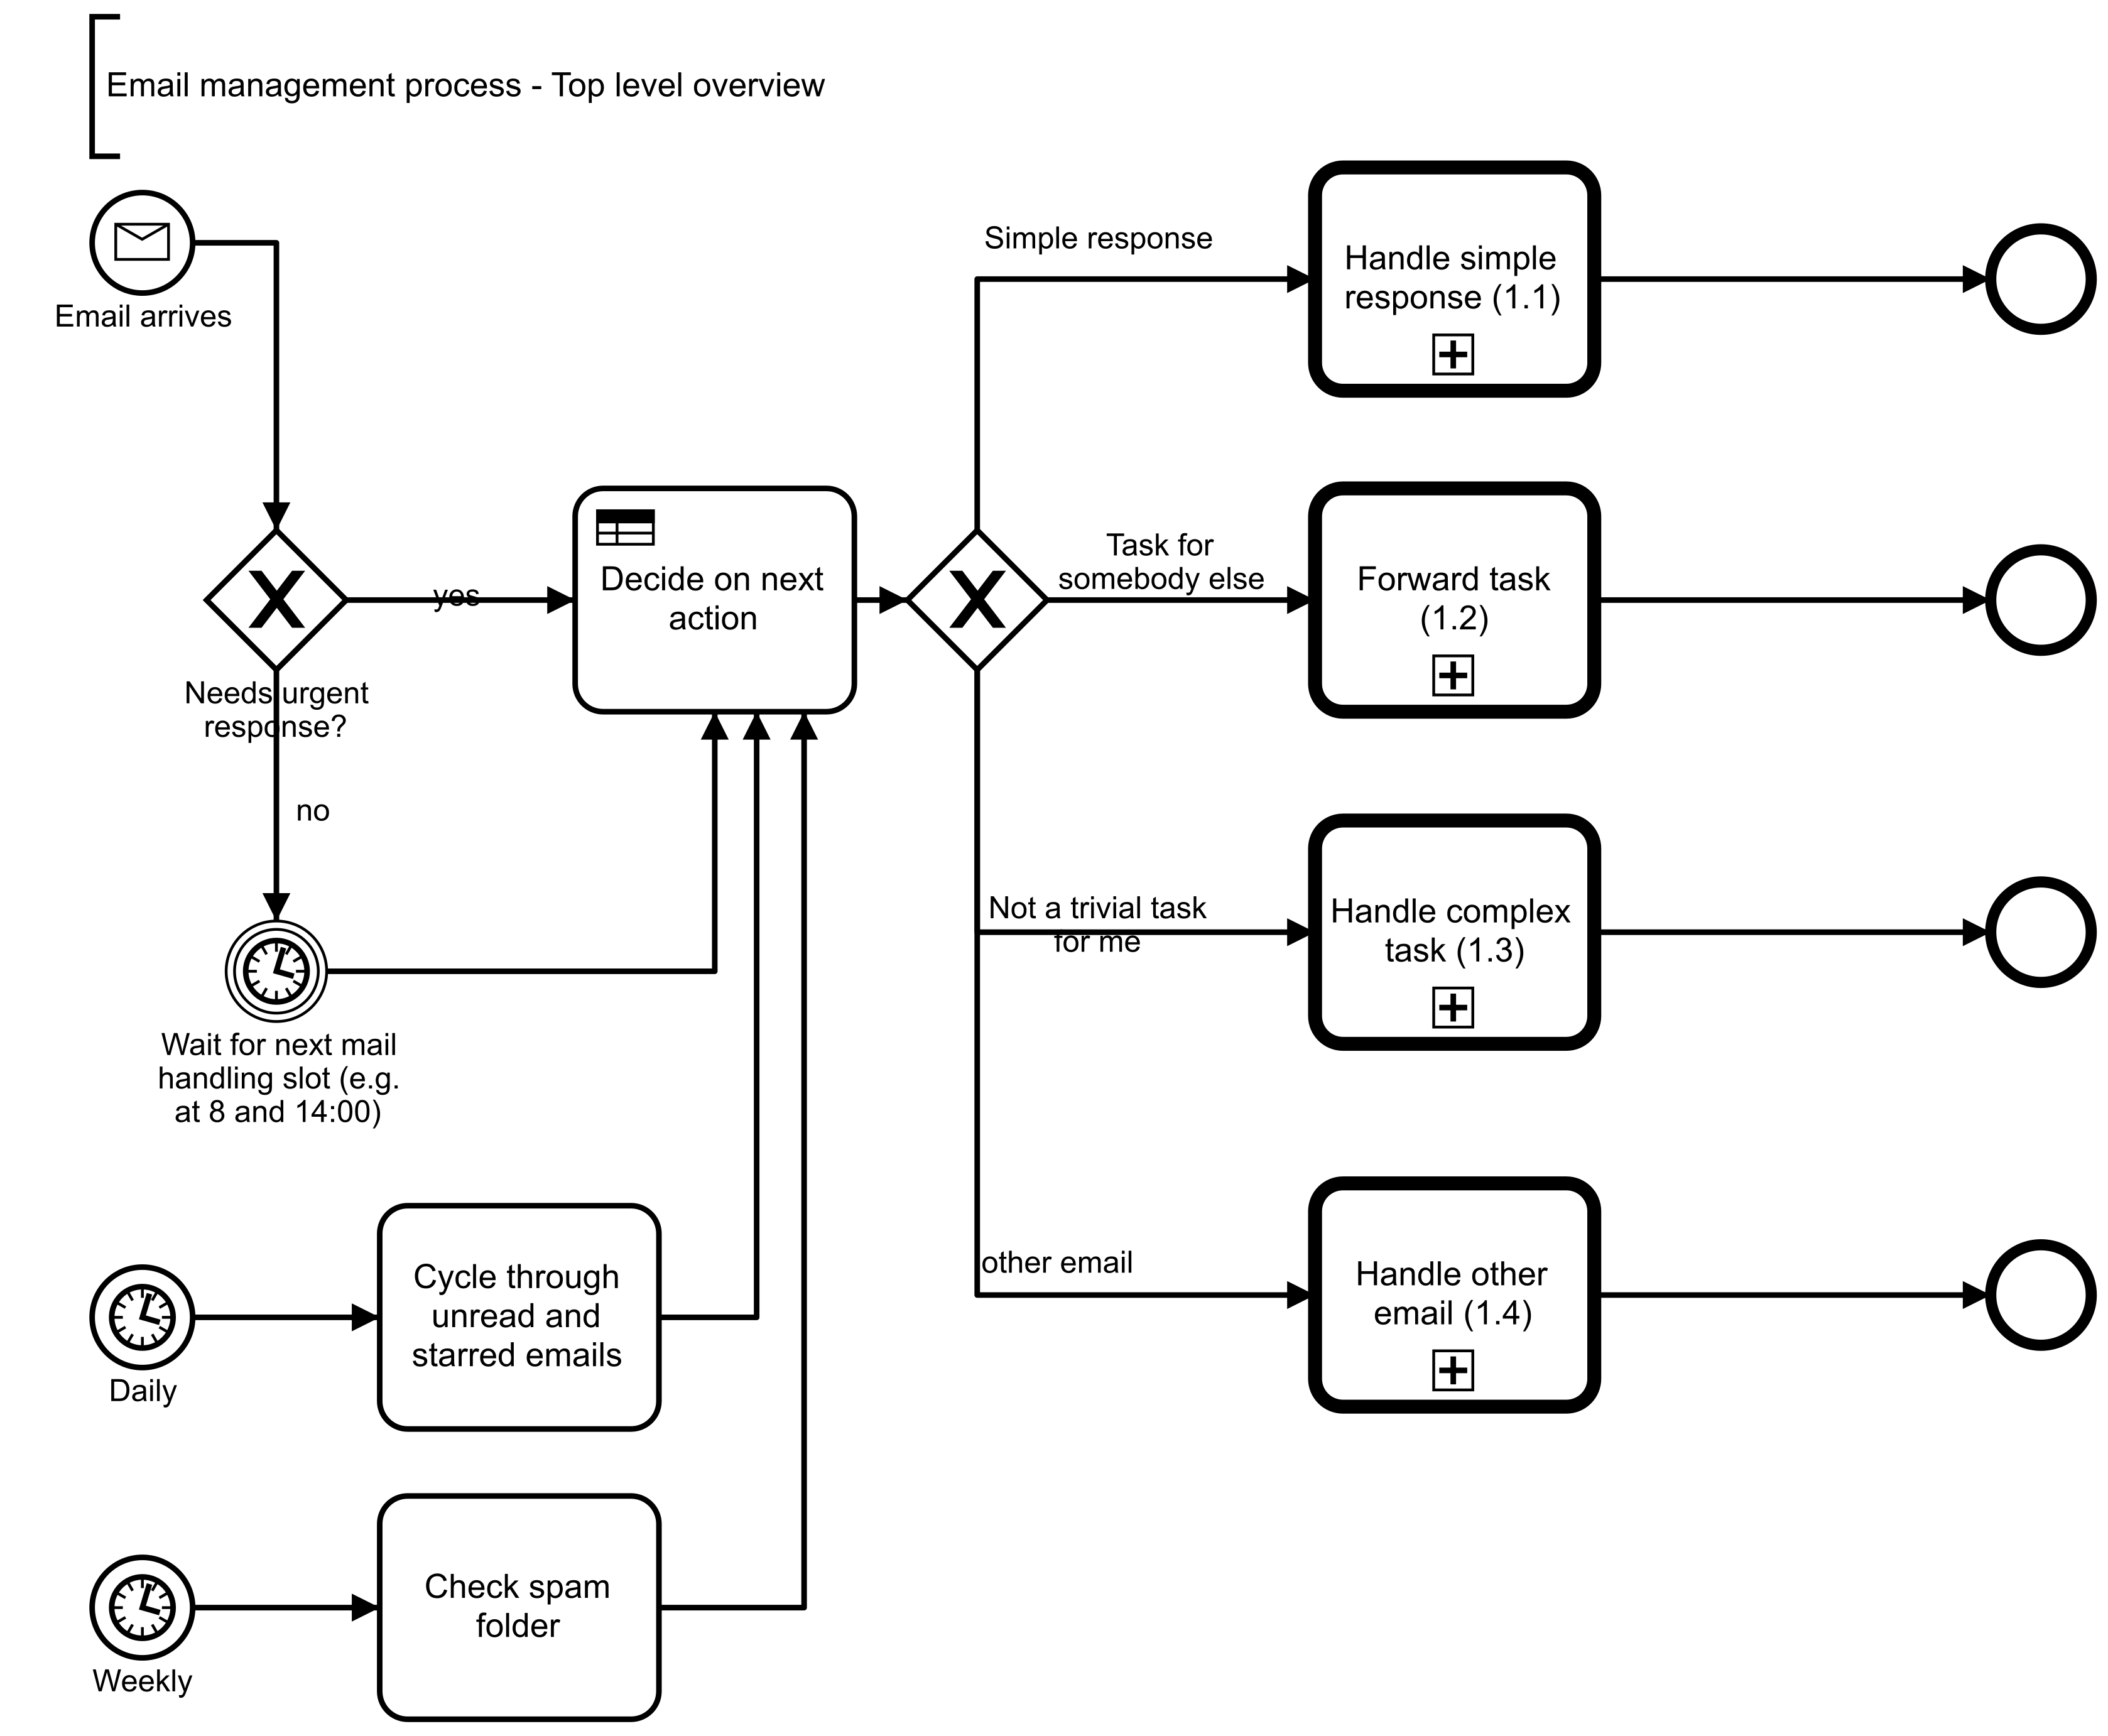 Email management process - Top level overview
Email arrives
Simple response
Handle simple
response (1.1)
yes
Decide on next
action
Task for
somebody else
Forward task
(1.2)
Needs urgent
response?
no
Not a trivial task
for me
Handle complex
task (1.3)
Wait for next mail
handling slot (e.g.
at 8 and 14:00)
other email
Handle other
email (1.4)
Daily
Cycle through
unread and
starred emails
Weekly
Check spam
folder